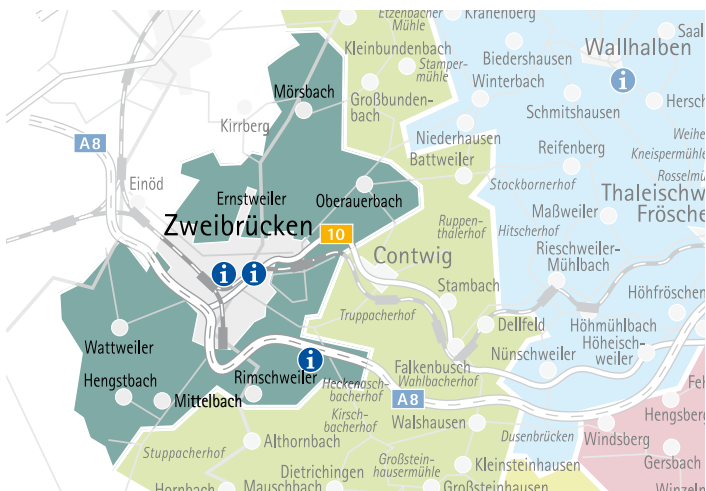 Etzenbacher
Mühle
Kranenberg
Saal
Kleinbundenbach
Stamper-
mühle
Biedershausen
Wallhalben
i
Winterbach
Mörsbach
Großbunden-
bach
Schmitshausen
Hersch
Kirrberg
Niederhausen
Weihe
A8
Reifenberg
Kneispermühle
Battweiler
Rosselmü
Einöd
Ernstweiler
Oberauerbach
Stockbornerhof
Thaleischw
Frösche
Zweibrücken
10
Ruppen-
thalerhof
Hitscherhof
Maßweiler
Contwig
Rieschweiler-
Mühlbach
i
i
Stambach
Höhfröschen
Truppacherhof
Dellfeld
Höhmühlbach
Wattweiler
i
Höheisch-
weiler
Falkenbusch
Nünschweiler
Hengstbach
Rimschweiler
Heckenasch-
bacherhof
Wahlbacherhof
Feh
Mittelbach
A8
Kirsch-
bacherhof
Walshausen
Hengsberg
Dusenbrücken
Windsberg
Althornbach
Stuppacherhof
Großstein-
hausermühle
Kleinsteinhausen
Gersbach
Dietrichingen
Hornbach
Mauschbach
Großsteinhausen
Winzeln